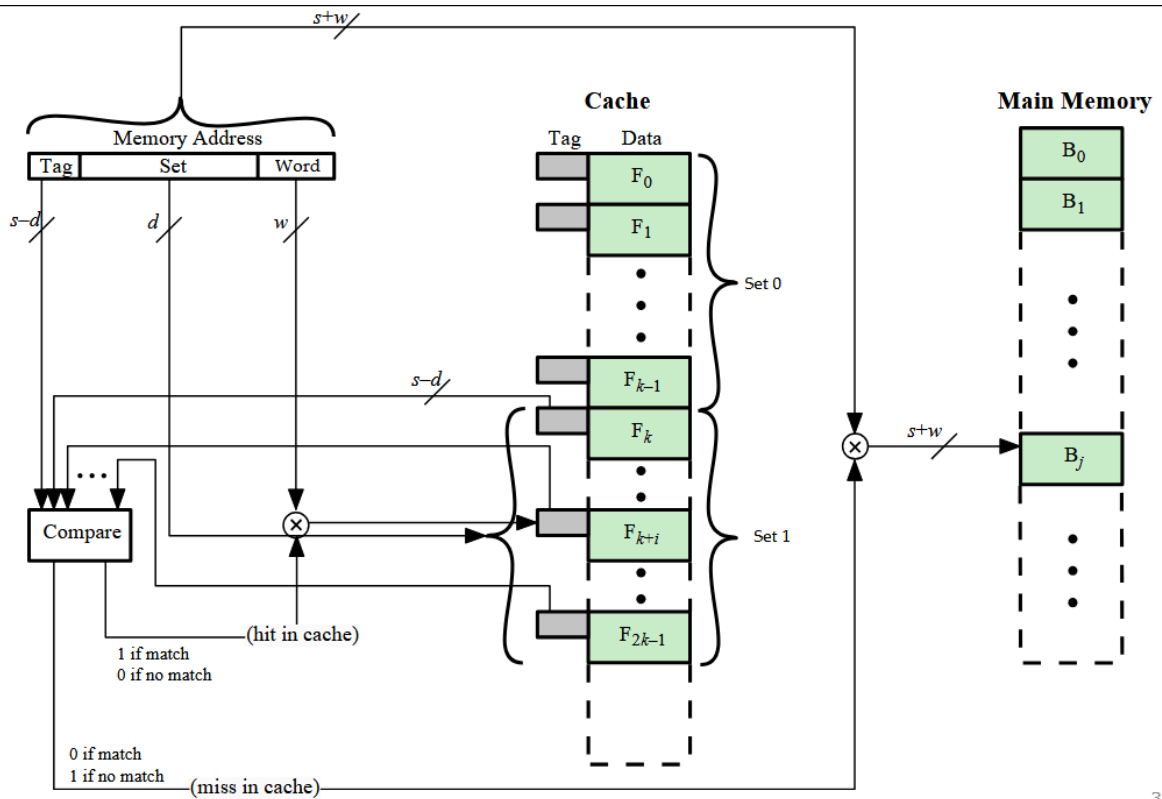 s+w
Cache
Main Memory
Memory Address
Tag Data
Tag Set Word
B0
B1
F0
F1
s–d
d
w
Set 0
s–d
Fk–1
Fk
s+w
Bj
Compare
Fk+i
Set 1
F2k–1
(hit in cache)
1 if match
0 if no match
0 if match
1 if no match
(miss in cache)
3